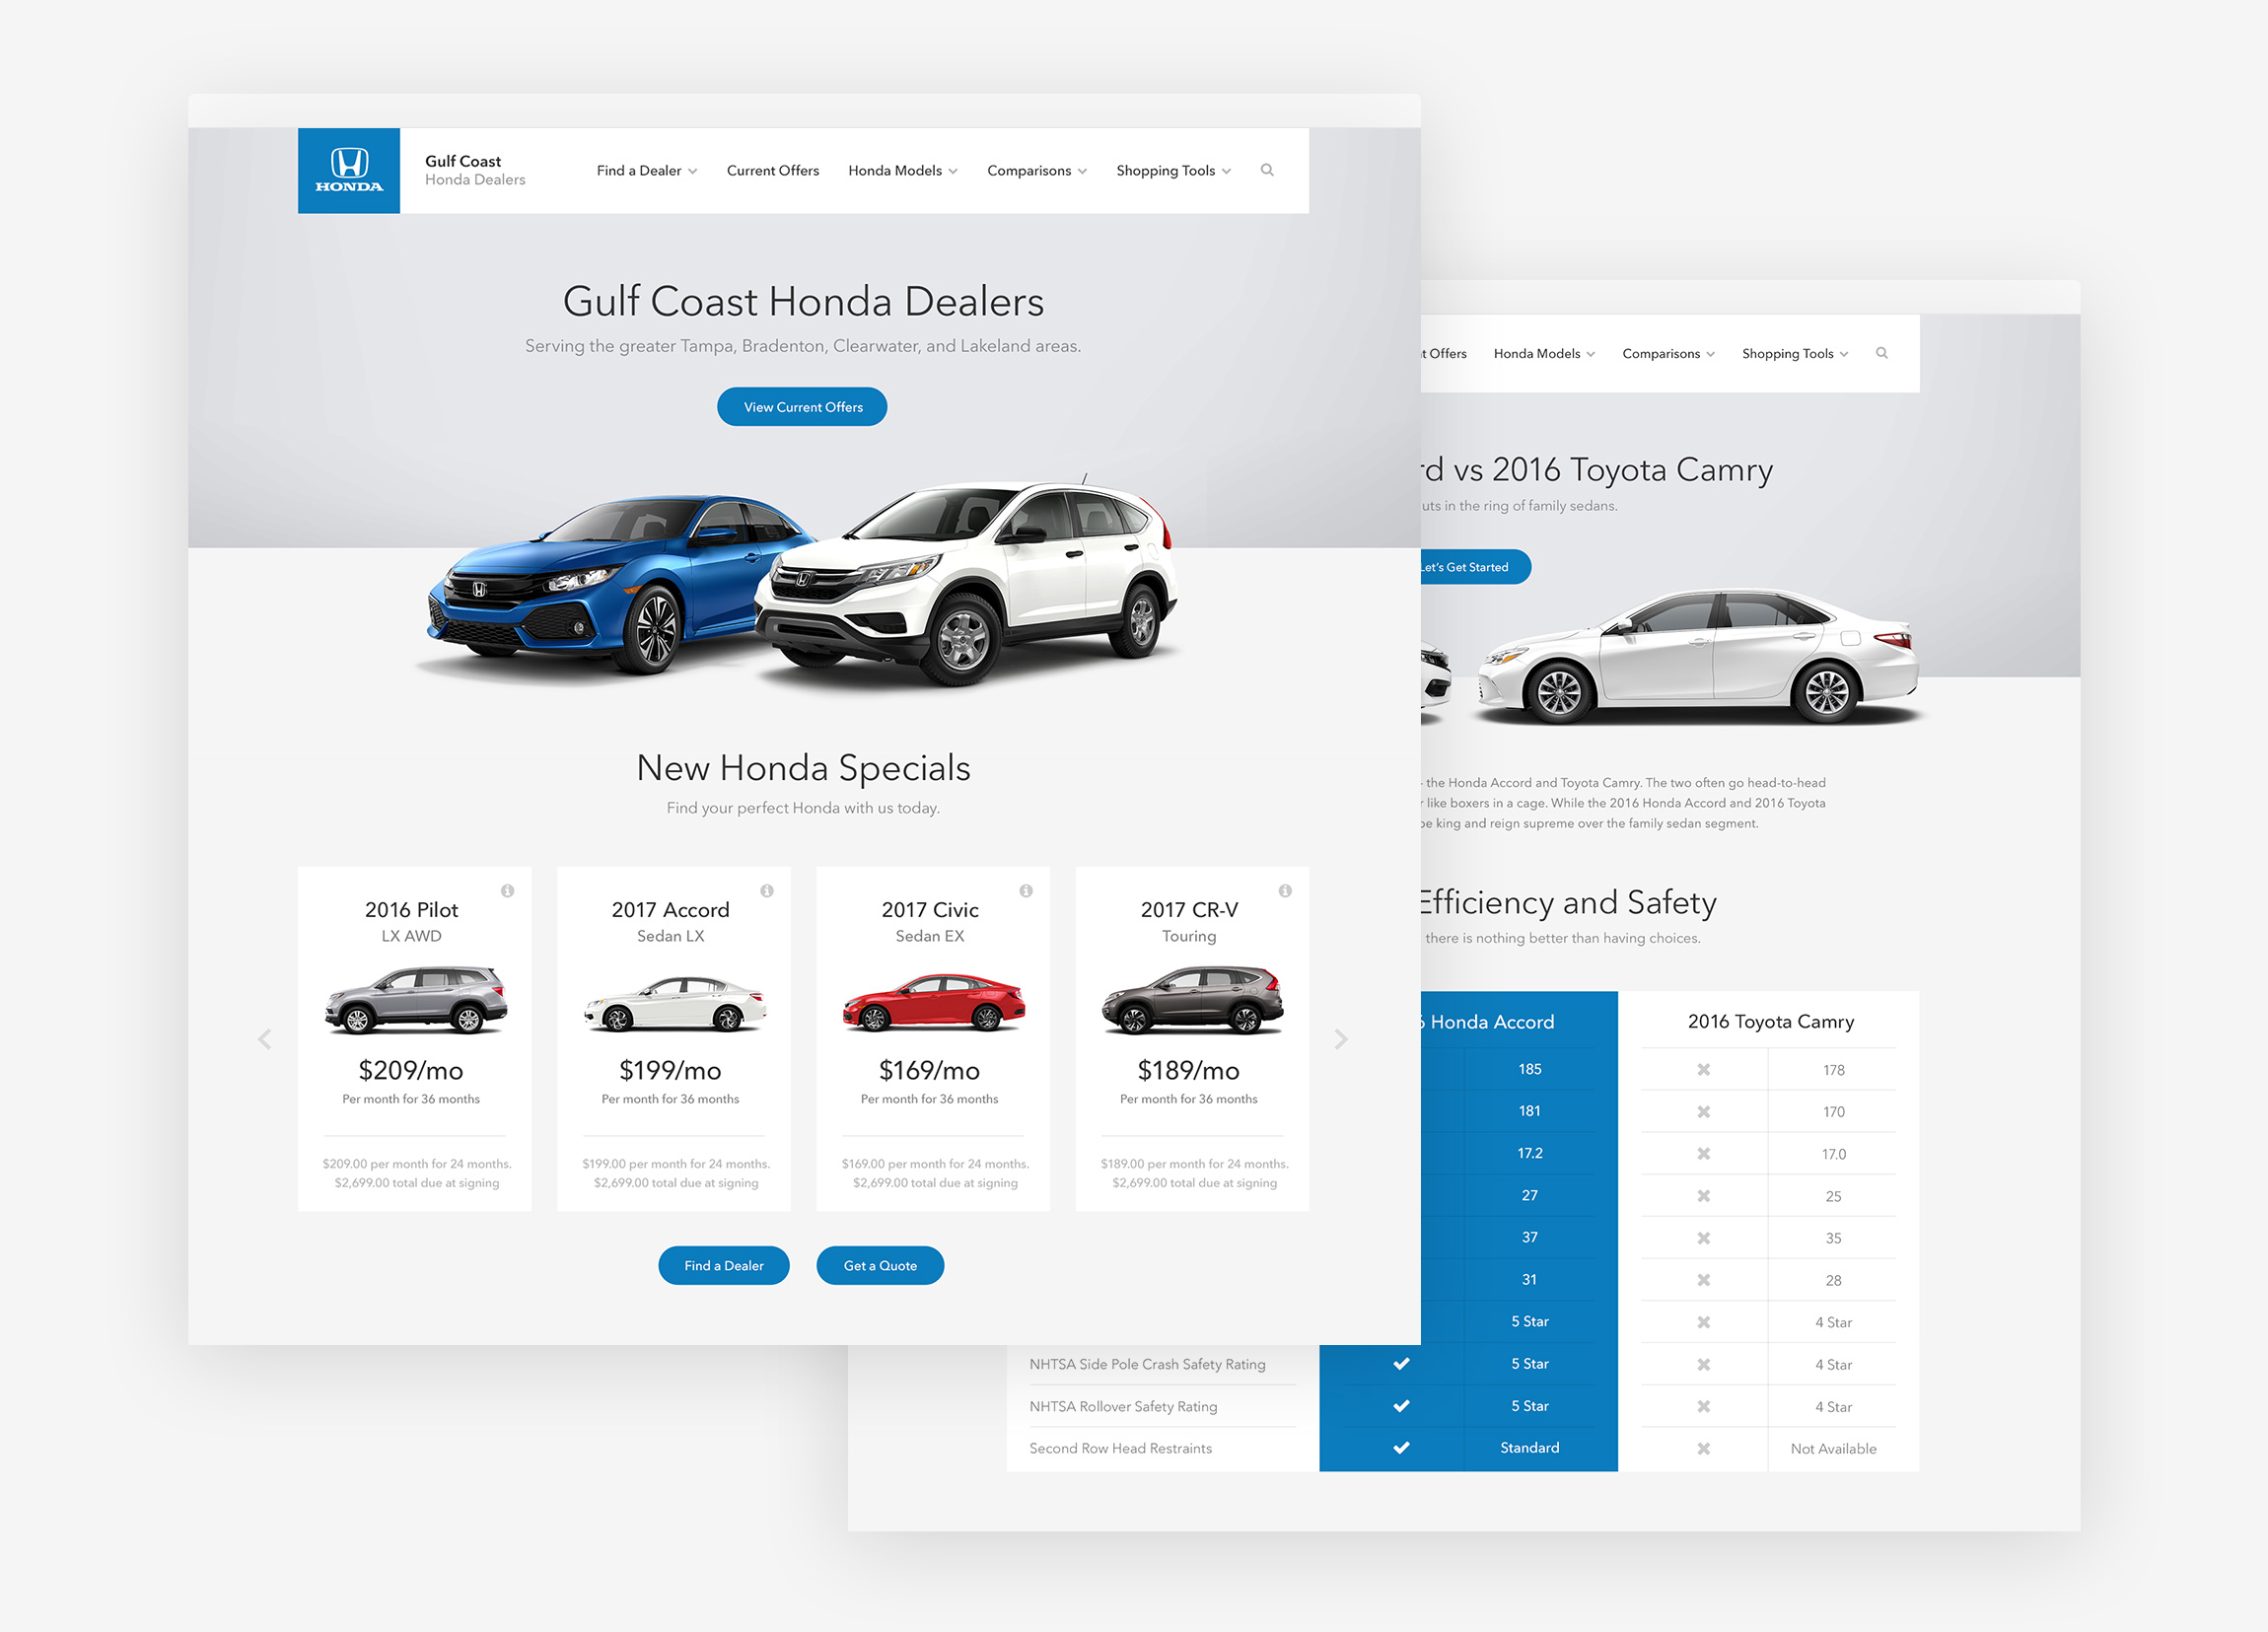 HONDA
Gulf Coast
Honda Dealers
Find a Dealer
Current Offers
Honda Models
Comparisons
Shopping Tools
Gulf Coast Honda Dealers
Serving the greater Tampa, Bradenton, Clearwater, and Lakeland areas.
View Current Offers
New Honda Specials
Find your perfect Honda with us today.
2016 Pilot
LX AWD
$209/mo
Per month for 36 months
$209.00 per month for 24 months.
$2,699.00 total due at signing
2017 Accord
Sedan LX
$199/mo
Per month for 36 months
$199.00 per month for 24 months.
$2,699.00 total due at signing
2017 Civic
Sedan EX
$169/mo
Per month for 36 months
$169.00 per month for 24 months.
$2,699.00 total due at signing
2017 CR-V
Touring
$189/mo
Per month for 36 months
$189.00 per month for 24 months.
$2,699.00 total due at signing
Find a Dealer
Get a Quote
Offers
Honda Models
Comparisons
Shopping Tools
vs 2016 Toyota Camry
in the ring of family sedans.
Let's Get Started
the Honda Accord and Toyota Camry. The two often go head-to-head
like boxers in a cage. While the 2016 Honda Accord and 2016 Toyota
king and reign supreme over the family sedan segment.
Efficiency and Safety
there is nothing better than having choices.
Honda Accord
2016 Toyota Camry
185
178
181
170
17.2
17.0
27
25
37
35
31
28
5 Star
4 Star
NHTSA Side Pole Crash Safety Rating
5 Star
4 Star
NHTSA Rollover Safety Rating
5 Star
4 Star
Second Row Head Restraints
Standard
Not Available